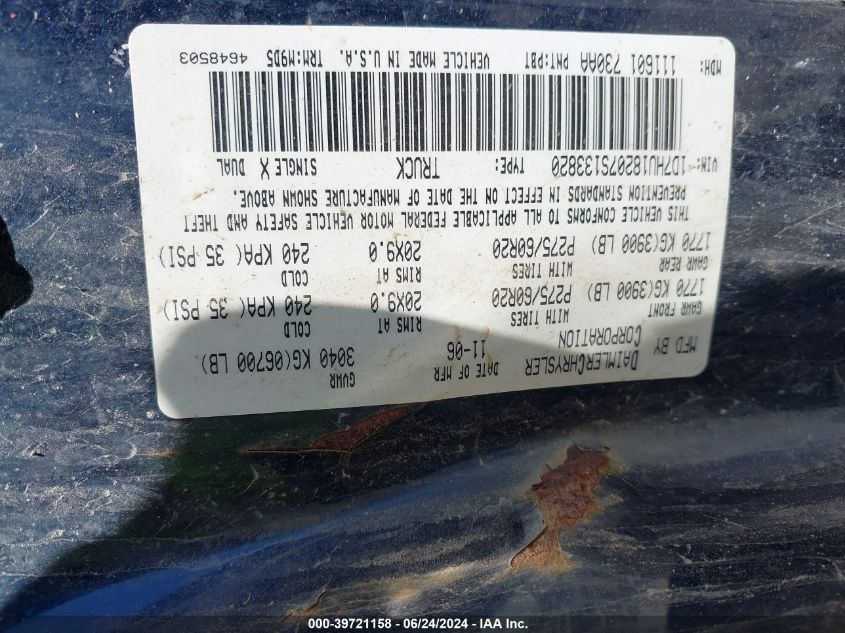 MFD BY DAIMLERCHRYSLER CORPORATION DATE OF MFR 11-06 GVWR 3040 KG(06700 LB)
GAWR FRONT WITH TIRES RIMS AT COLD
1770 KG(3900 LB) P275/60R20 20X9.0 240 KPA( 35 PSI)
GAWR REAR WITH TIRES RIMS AT COLD
1770 KG(3900 LB) P275/60R20 20X9.0 240 KPA( 35 PSI)
THIS VEHICLE CONFORMS TO ALL APPLICABLE FEDERAL MOTOR VEHICLE SAFETY AND THEFT
PREVENTION STANDARDS IN EFFECT ON THE DATE OF MANUFACTURE SHOWN ABOVE.
VIN: 1D7HU18207S133820 TYPE: TRUCK SINGLE X DUAL
MDH: 111601 730AA PNT:PBT VEHICLE MADE IN U.S.A. TRM:M9D5 4648503
000-39721158 - 06/24/2024 - IAA Inc.